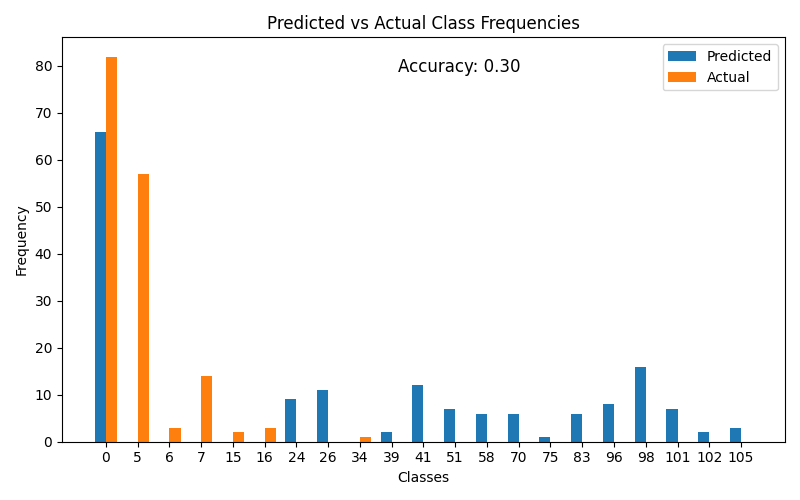 Predicted vs Actual Class Frequencies
Accuracy: 0.30
Predicted
Actual
Frequency
80
70
60
50
40
30
20
10
0
0 5 6 7 15 16 24 26 34 39 41 51 58 70 75 83 96 98 101 102 105
Classes